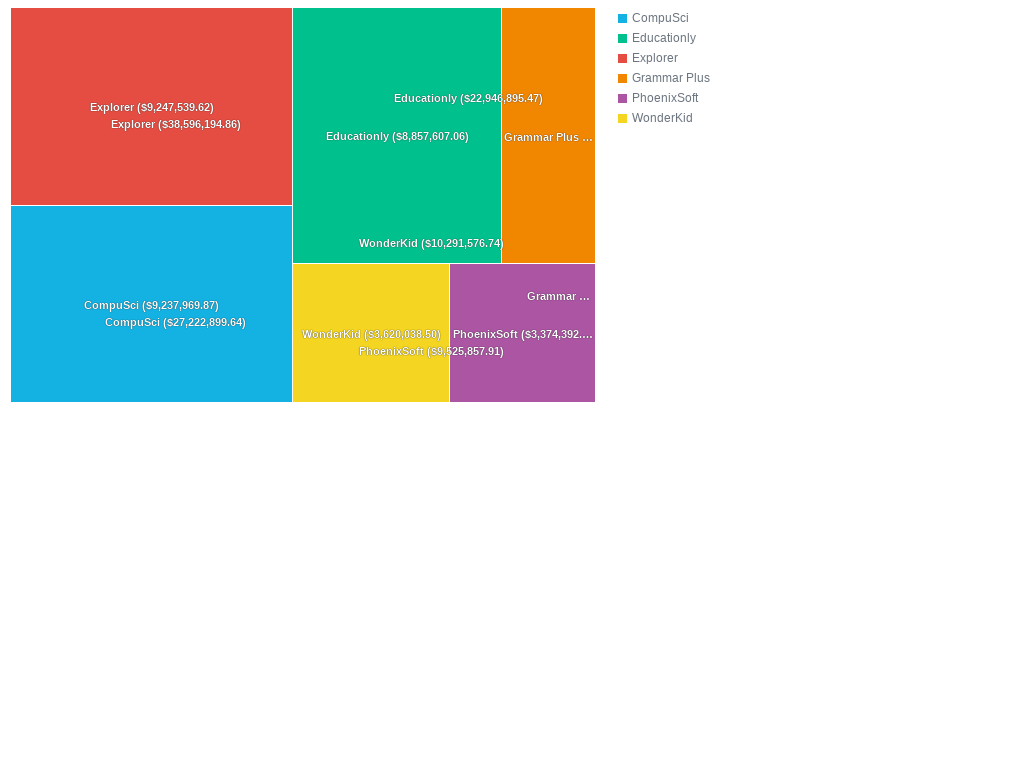 Explorer ($9,247,539.62)
Explorer ($38,596,194.86)
Educationly ($22,946,895.47)
Educationly ($8,857,607.06)
Grammar Plus …
WonderKid ($10,291,576.74)
CompuSci ($9,237,969.87)
CompuSci ($27,222,899.64)
Grammar …
WonderKid ($3,620,038.50)
PhoenixSoft ($3,374,392.…
PhoenixSoft ($9,525,857.91)
CompuSci
Educationly
Explorer
Grammar Plus
PhoenixSoft
WonderKid